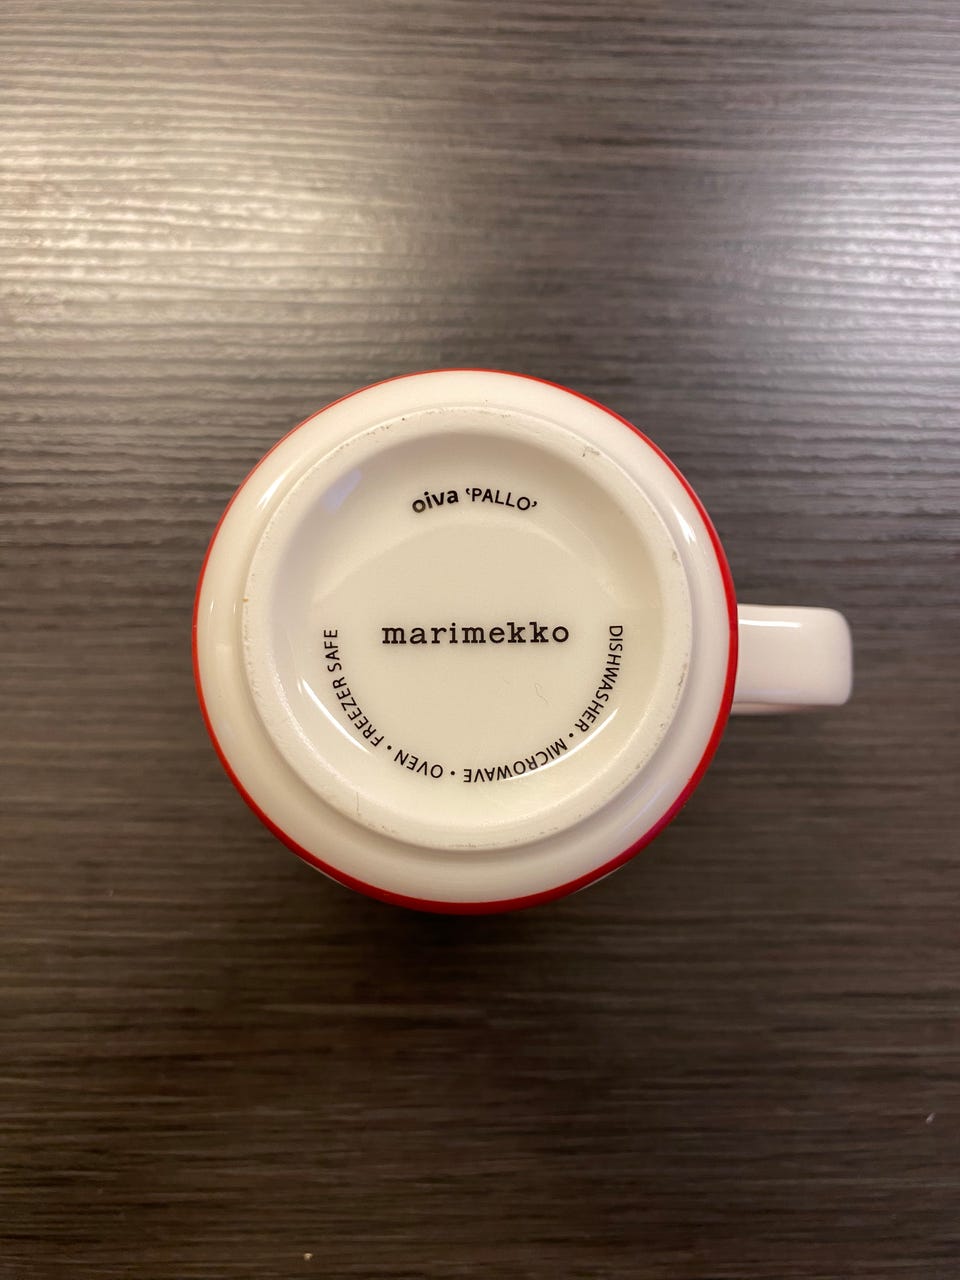 oiva ‘PALLO’
marimekko
DISHWASHER • MICROWAVE • OVEN • FREEZER SAFE